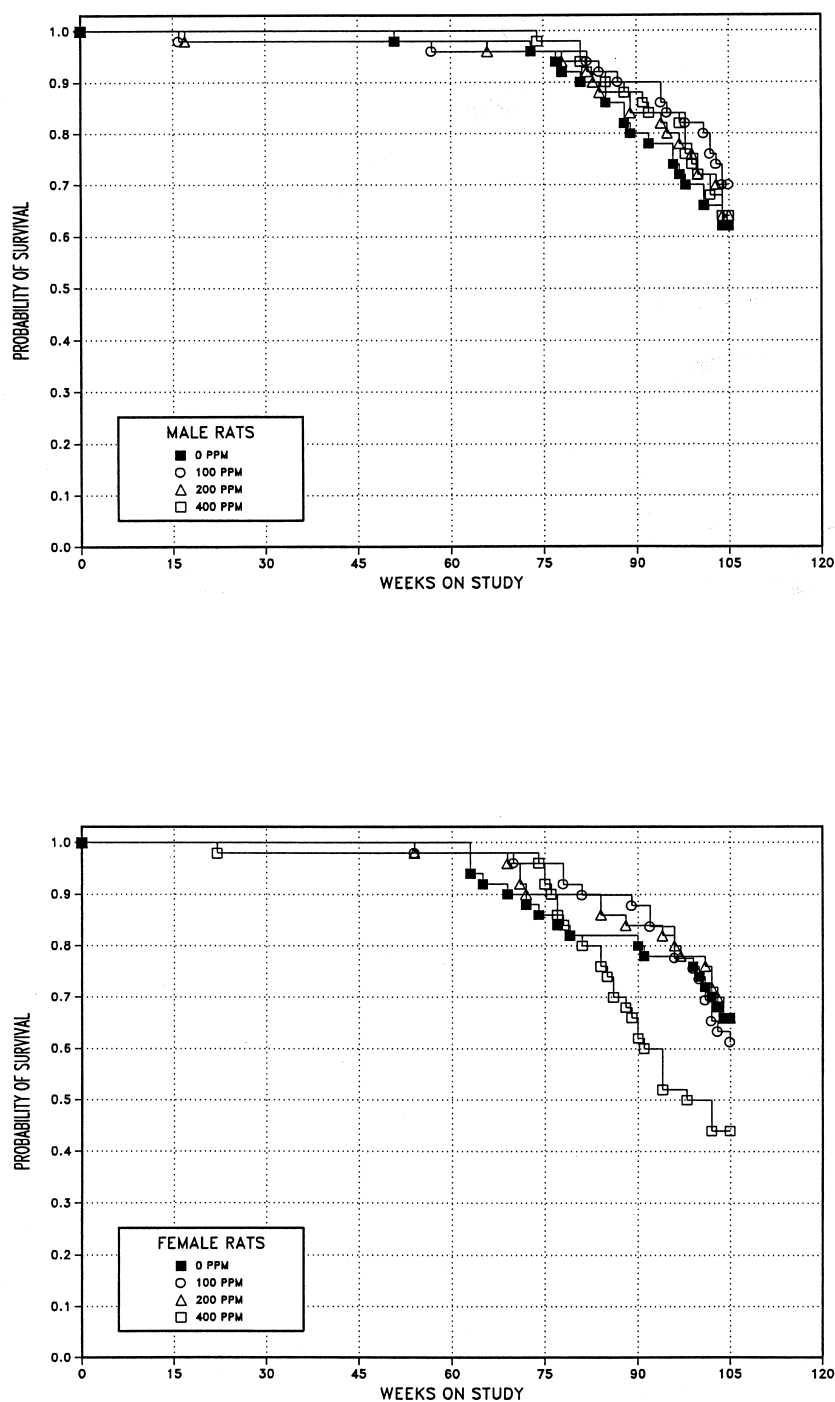 1.0
0.9
0.8
0.7
0.6
0.5
0.4
0.3
0.2
0.1
0.0
PROBABILITY OF SURVIVAL
MALE RATS
0 PPM
100 PPM
200 PPM
400 PPM
0 15 30 45 60 75 90 105 120
WEEKS ON STUDY
1.0
0.9
0.8
0.7
0.6
0.5
0.4
0.3
0.2
0.1
0.0
PROBABILITY OF SURVIVAL
FEMALE RATS
0 PPM
100 PPM
200 PPM
400 PPM
0 15 30 45 60 75 90 105 120
WEEKS ON STUDY